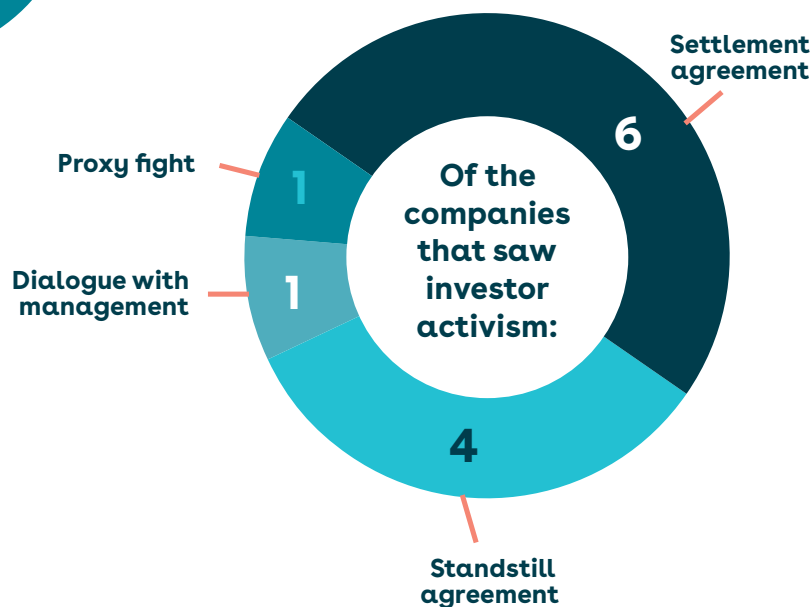 Settlement
agreement
6
Proxy fight
1
Of the
companies
that saw
investor
activism:
Dialogue with
management
1
4
Standstill
agreement